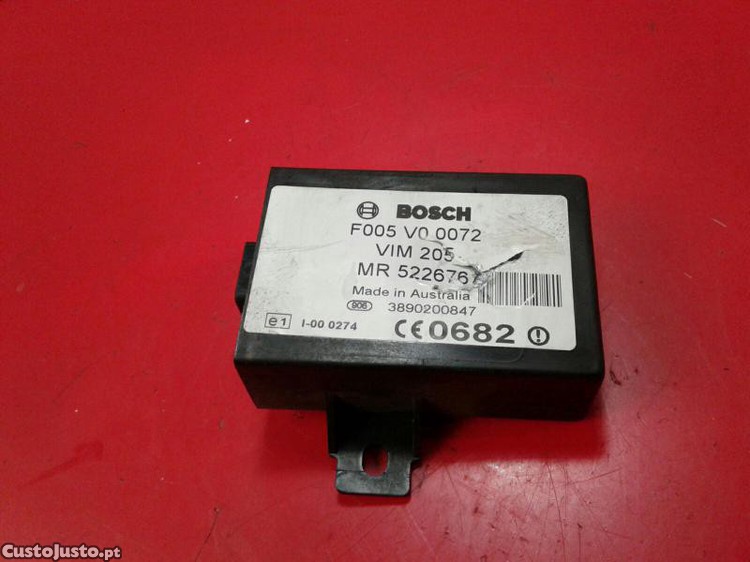 BOSCH
F005 V0 0072
VIM 205
MR 522676
Made in Australia
906 3890200847
e1 I-00 0274 CE0682
CustoJusto.pt